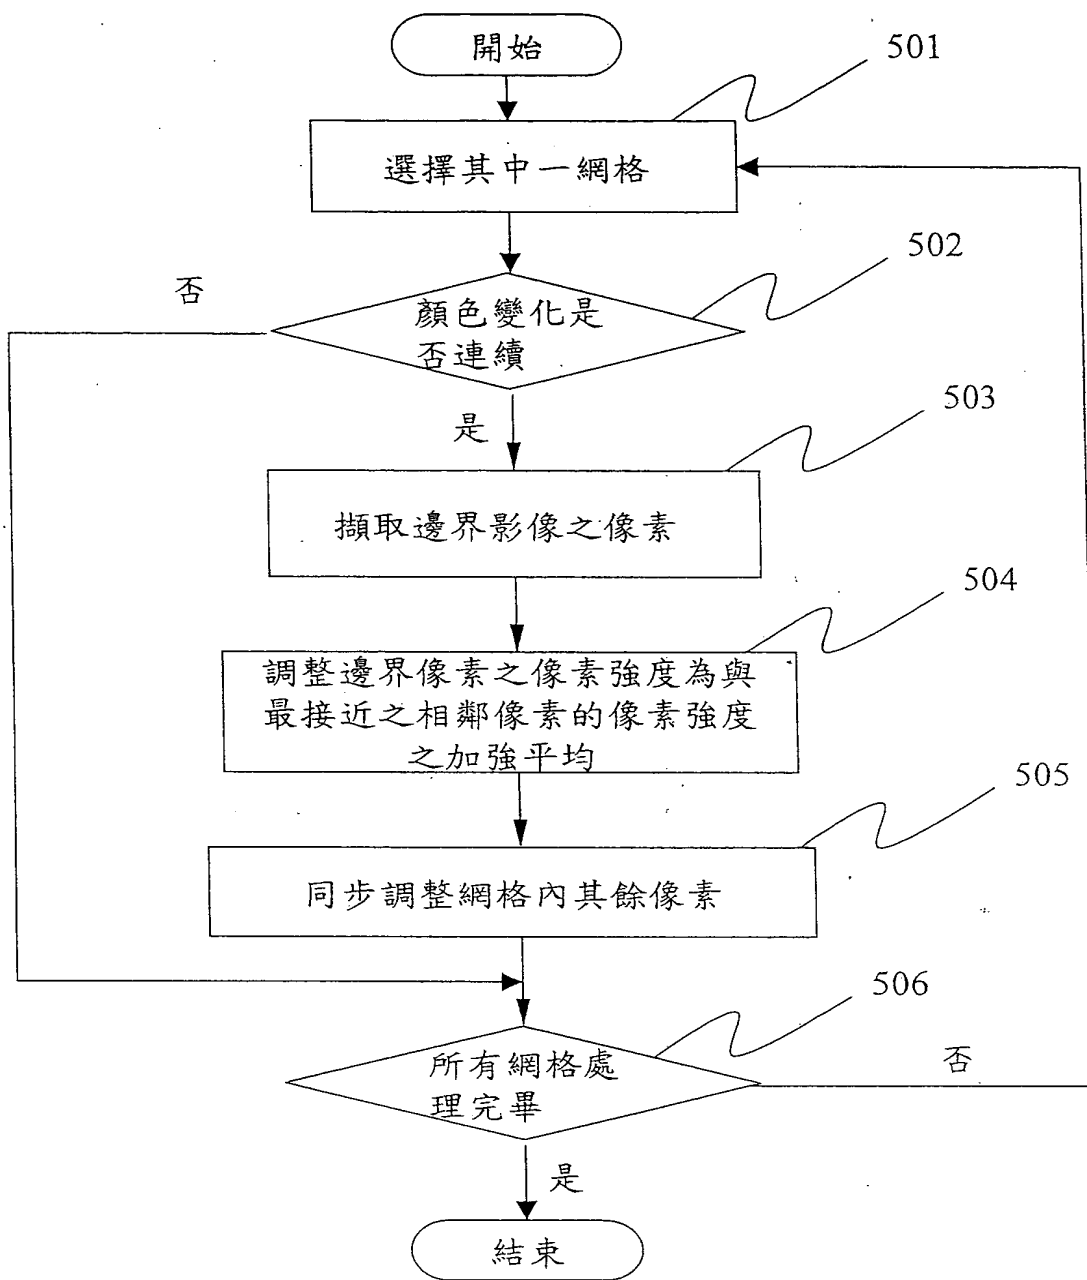 開始
501
選擇其中一網格
502
否
顏色變化是
否連續
是
503
擷取邊界影像之像素
504
調整邊界像素之像素強度為與
最接近之相鄰像素的像素強度
之加強平均
505
同步調整網格內其餘像素
506
所有網格處
理完畢
否
是
結束